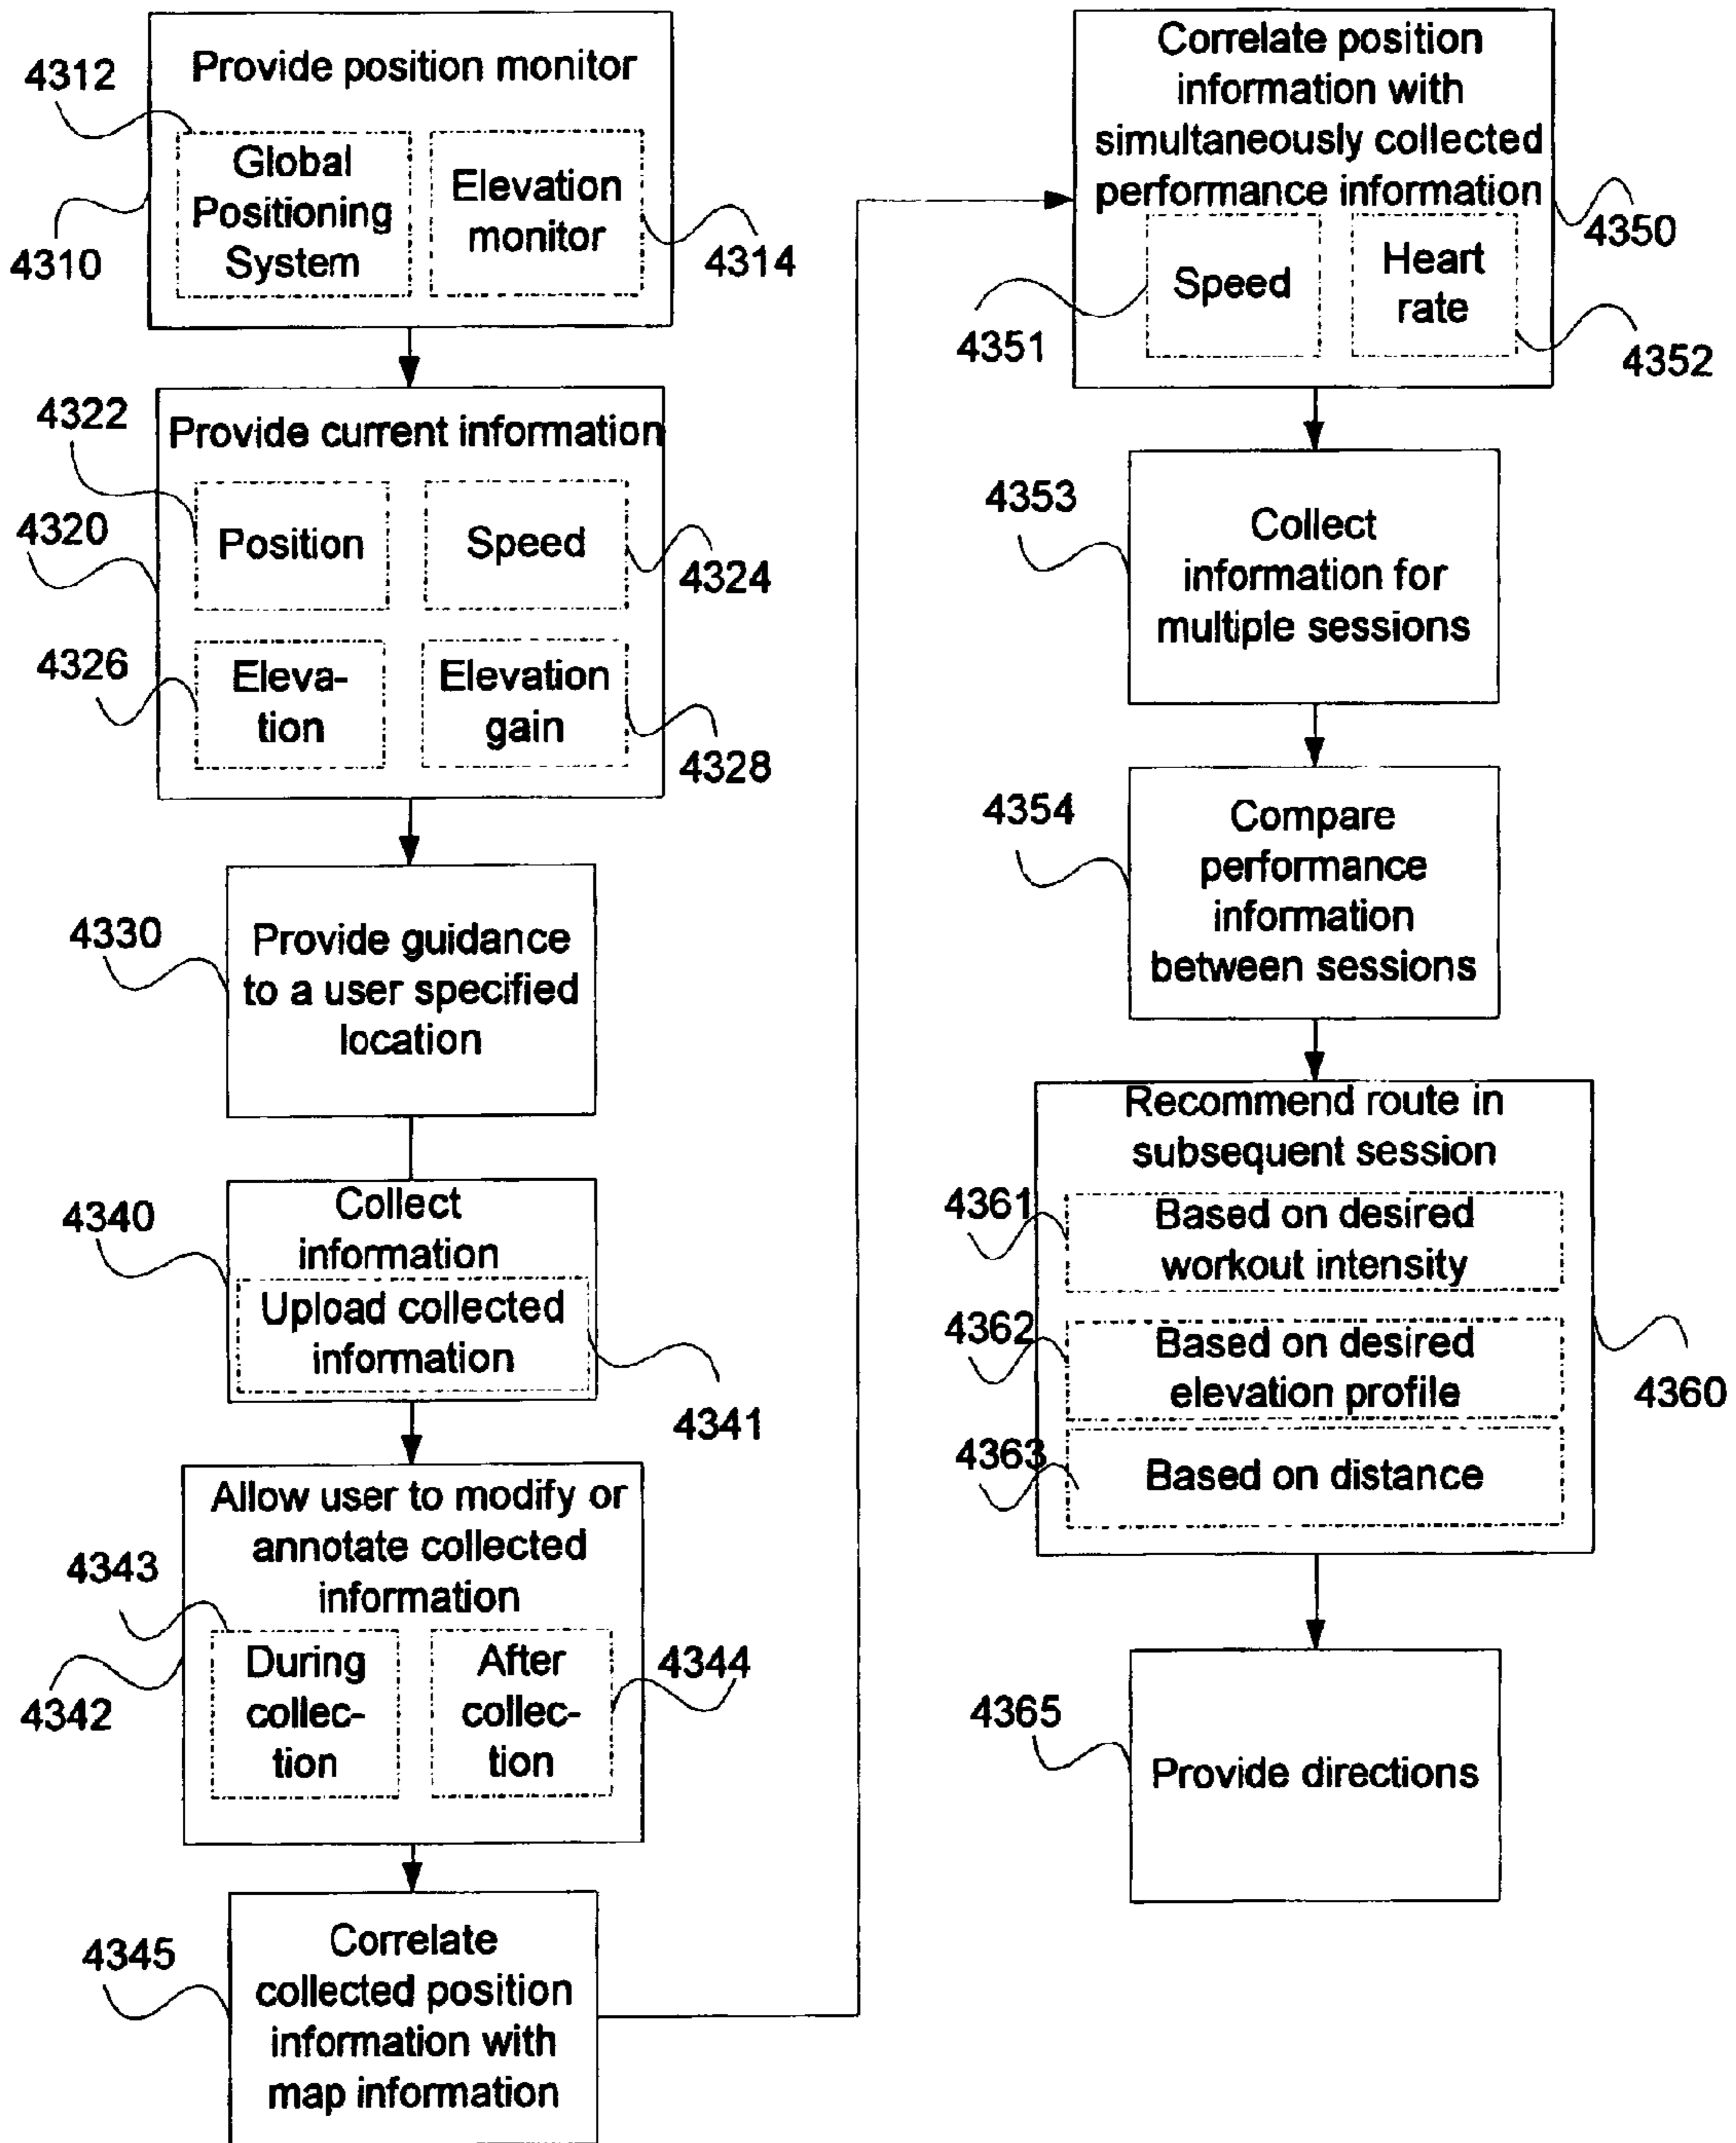 Provide position monitor
4312
Global
Positioning
System
Elevation
monitor
4310
4314
Provide current information
4322
4320
Position
Speed
4324
4326
Eleva-
tion
Elevation
gain
4328
4330
Provide guidance
to a user specified
location
4340
Collect
information
Upload collected
information
4341
Allow user to modify or
annotate collected
information
4343
4342
During
collec-
tion
After
collec-
tion
4344
4345
Correlate
collected position
information with
map information
Correlate position
information with
simultaneously collected
performance information
4350
Speed
Heart
rate
4351
4352
4353
Collect
information for
multiple sessions
4354
Compare
performance
information
between sessions
Recommend route in
subsequent session
4361
Based on desired
workout intensity
4362
Based on desired
elevation profile
4360
4363
Based on distance
4365
Provide directions